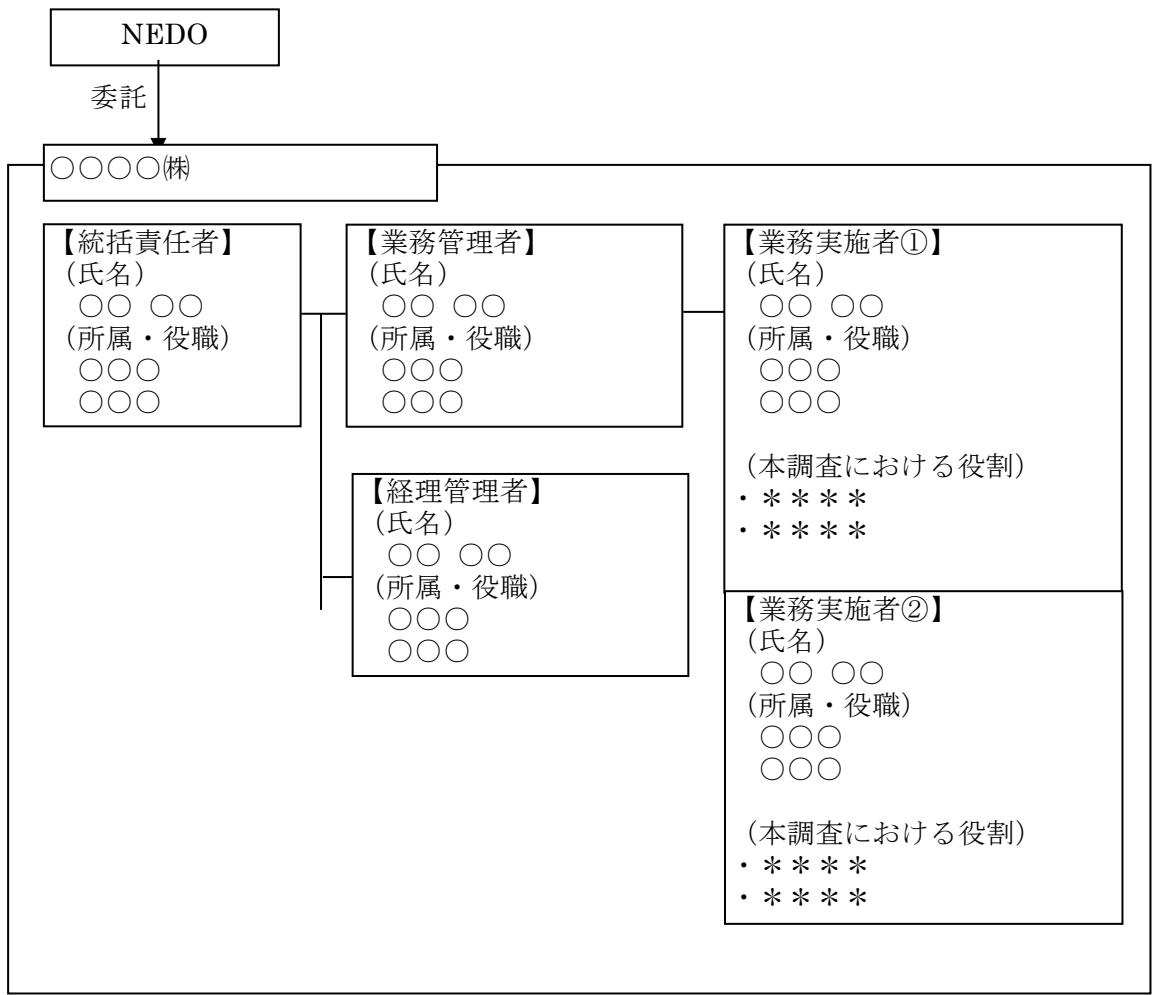 NEDO
委託
○○○○㈱
【統括責任者】
（氏名）
○○ ○○
（所属・役職）
○○○
○○○
【業務管理者】
（氏名）
○○ ○○
（所属・役職）
○○○
○○○
【経理管理者】
（氏名）
○○ ○○
（所属・役職）
○○○
○○○
【業務実施者①】
（氏名）
○○ ○○
（所属・役職）
○○○
○○○
（本調査における役割）
・＊＊＊＊
・＊＊＊＊
【業務実施者②】
（氏名）
○○ ○○
（所属・役職）
○○○
○○○
（本調査における役割）
・＊＊＊＊
・＊＊＊＊